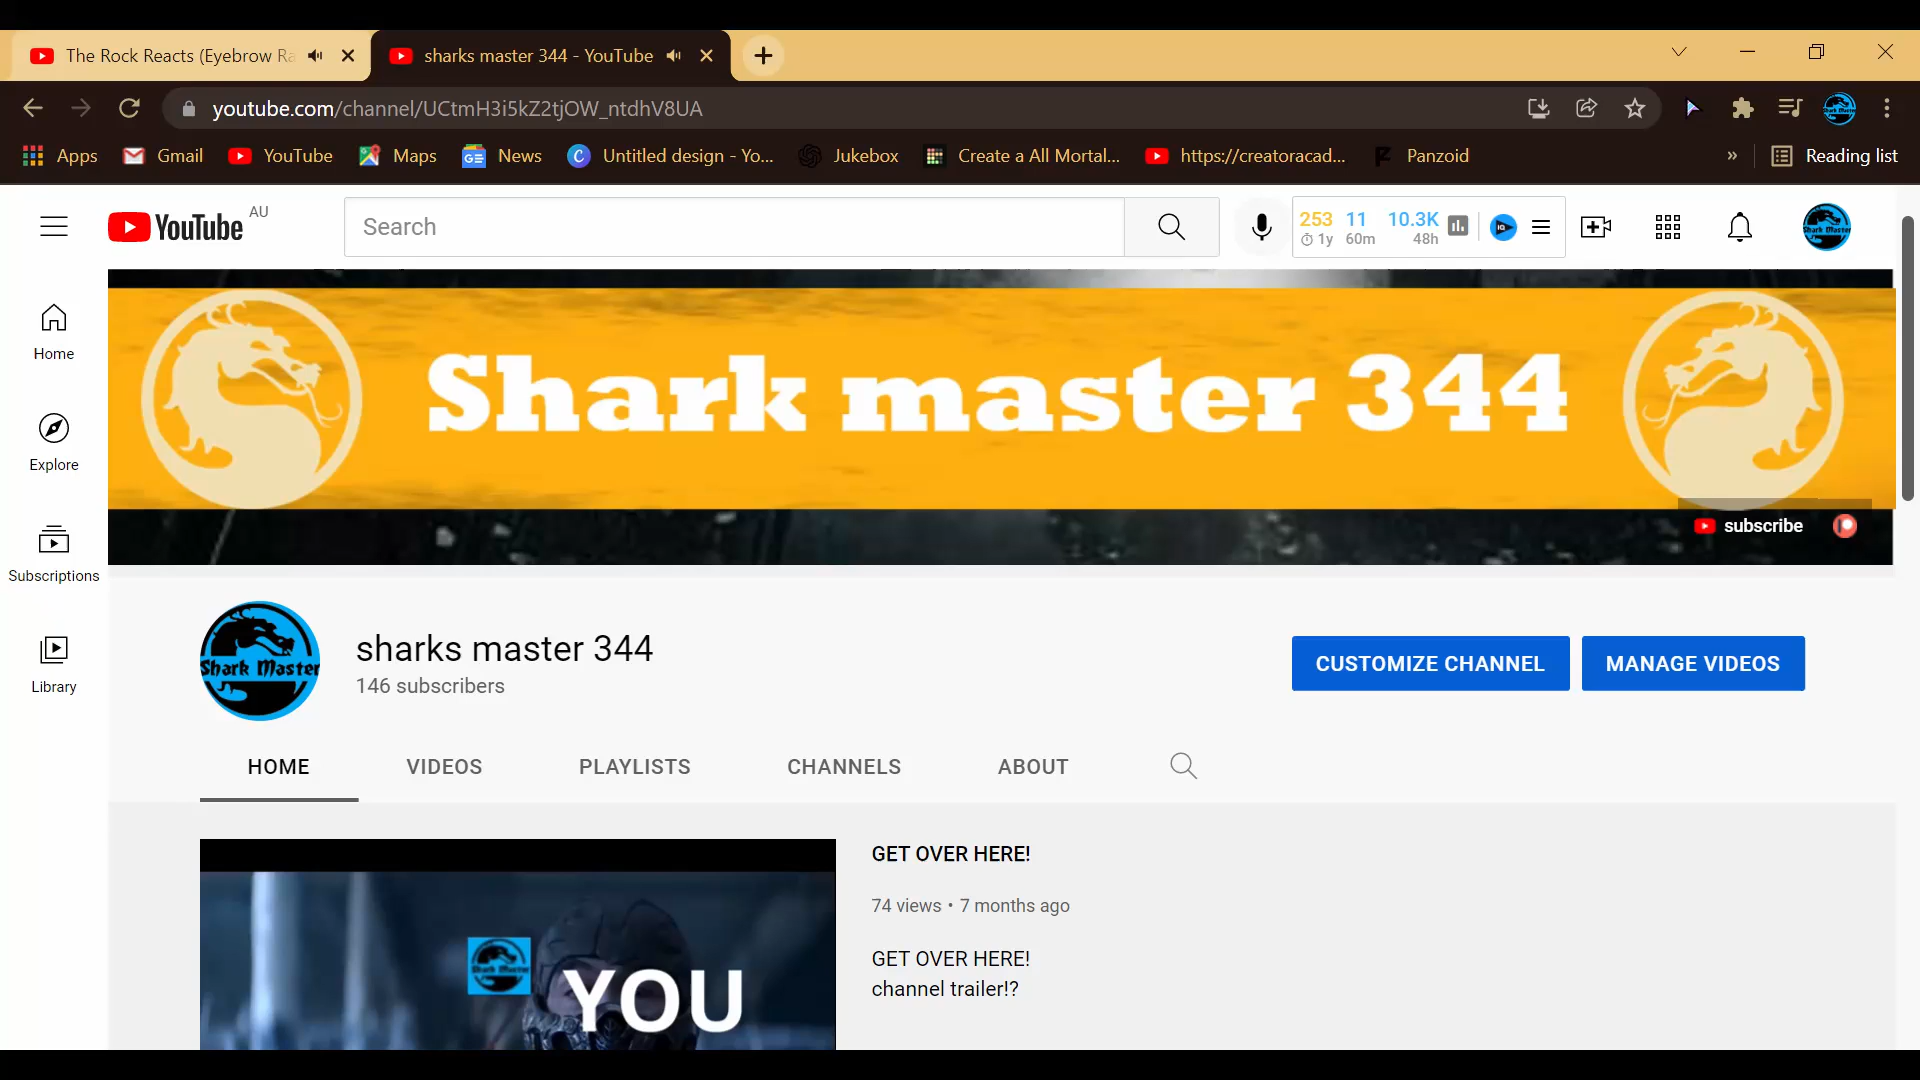 The Rock Reacts (Eyebrow Ra
sharks master 344 - YouTube
youtube.com/channel/UCtmH3i5kZ2tjOW_ntdhV8UA
Apps
Gmail
YouTube
Maps
News
Untitled design - Yo...
Jukebox
Create a All Mortal...
https://creatoracad...
Panzoid
»
Reading list
YouTube AU
Search
253 11 10.3K
1y 60m 48h
Home
Explore
Subscriptions
Library
Shark master 344
subscribe
Shark Master
sharks master 344
146 subscribers
CUSTOMIZE CHANNEL
MANAGE VIDEOS
HOME
VIDEOS
PLAYLISTS
CHANNELS
ABOUT
Shark Master
YOU
GET OVER HERE!
74 views • 7 months ago
GET OVER HERE!
channel trailer!?